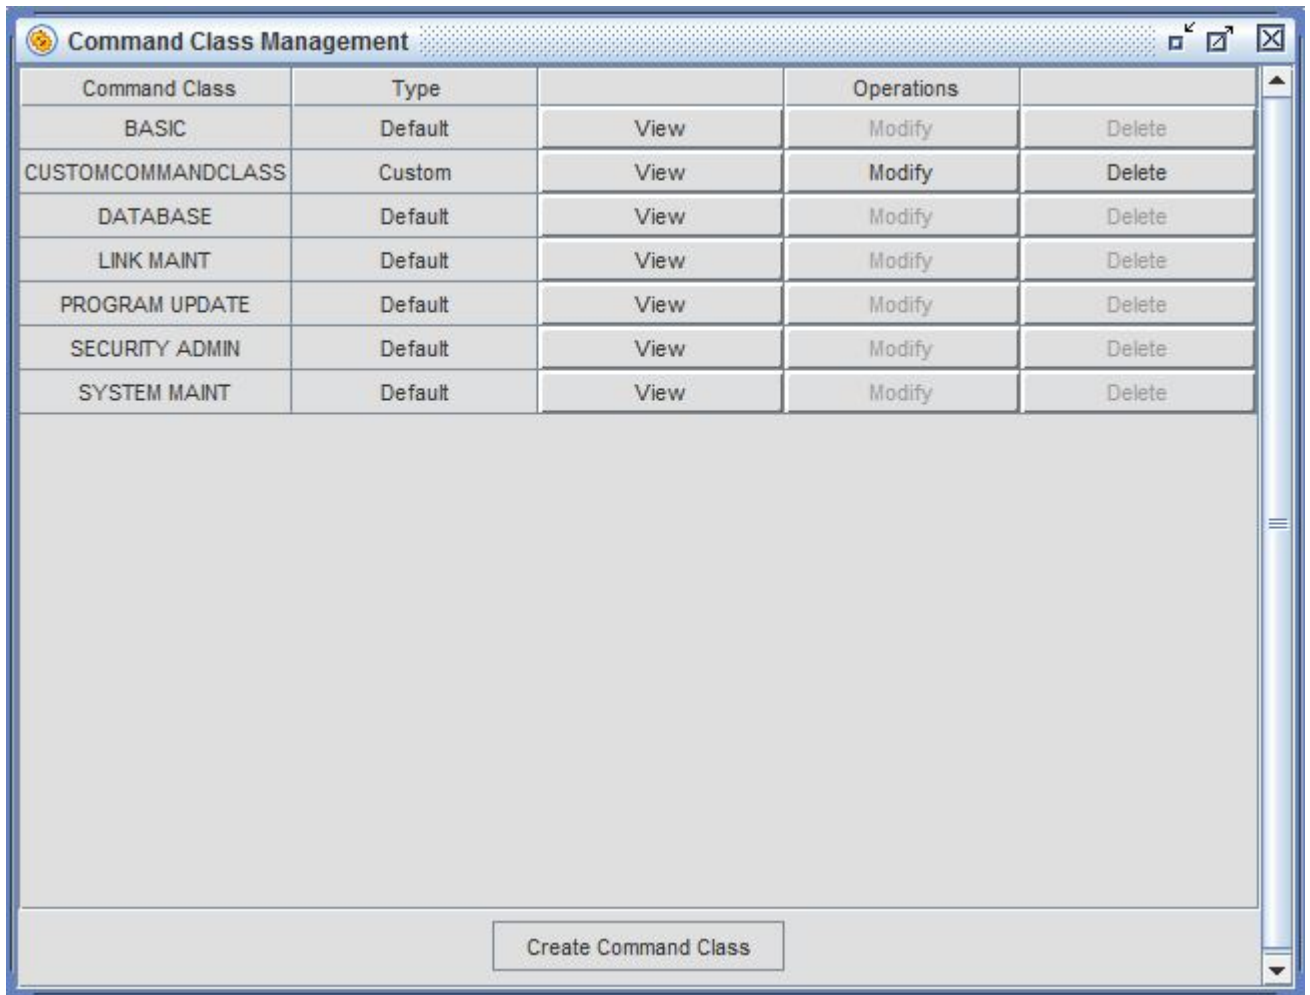 Command Class Management
Command Class Type Operations
BASIC Default View Modify Delete
CUSTOMCOMMANDCLASS Custom View Modify Delete
DATABASE Default View Modify Delete
LINK MAINT Default View Modify Delete
PROGRAM UPDATE Default View Modify Delete
SECURITY ADMIN Default View Modify Delete
SYSTEM MAINT Default View Modify Delete
Create Command Class